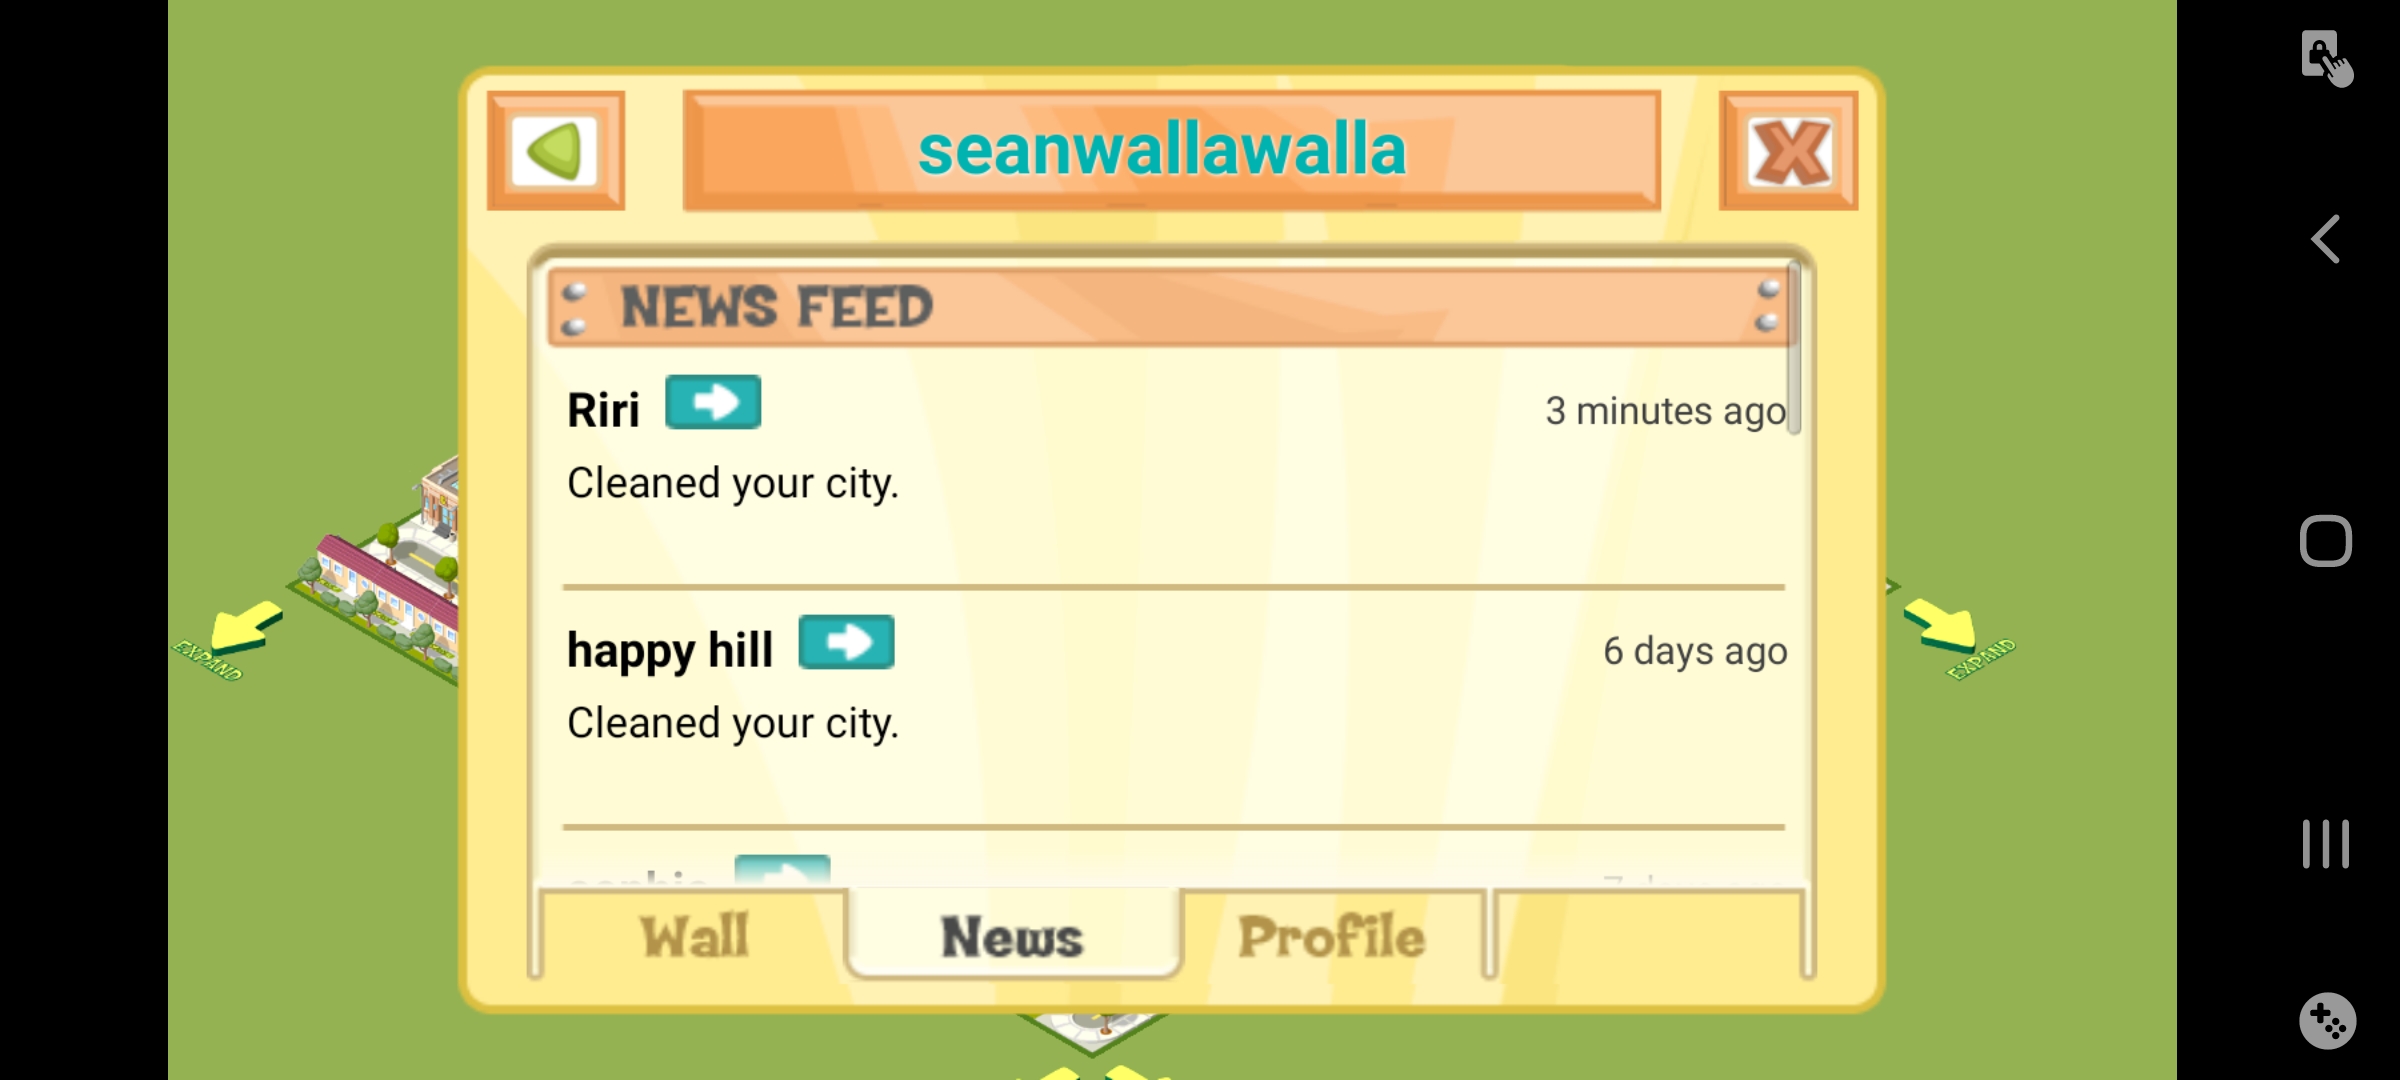 seanwallawalla
NEWS FEED
Riri
3 minutes ago
Cleaned your city.
happy hill
6 days ago
Cleaned your city.
EXPAND
EXPAND
Wall
News
Profile